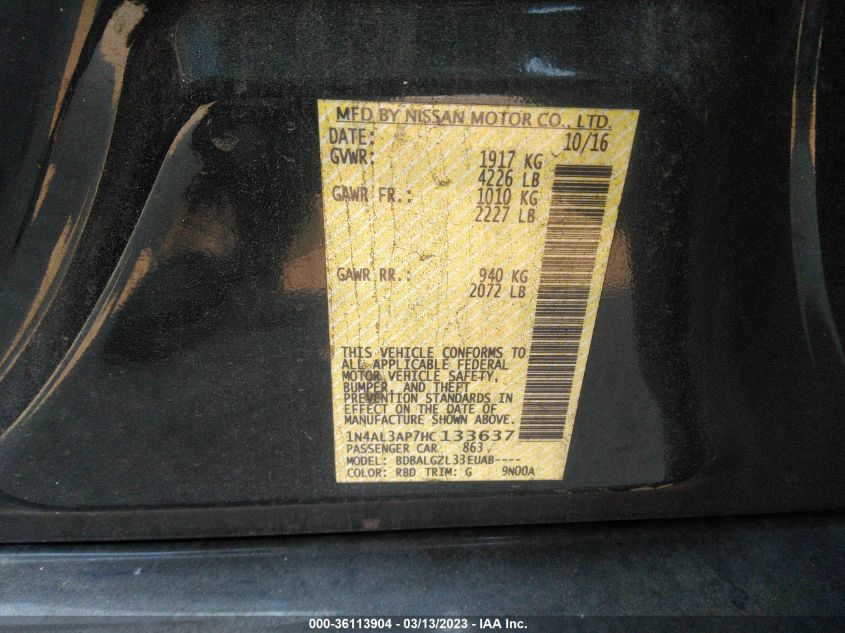 MFD BY NISSAN MOTOR CO., LTD.
DATE: 10/16
GVWR: 1917 KG
4226 LB
GAWR FR.: 1010 KG
2227 LB
GAWR RR.: 940 KG
2072 LB
THIS VEHICLE CONFORMS TO
ALL APPLICABLE FEDERAL
MOTOR VEHICLE SAFETY,
BUMPER, AND THEFT
PREVENTION STANDARDS IN
EFFECT ON THE DATE OF
MANUFACTURE SHOWN ABOVE.
1N4AL3AP7HC133637
PASSENGER CAR 863
MODEL: BDBALGZL33EUAB----
COLOR: RBD TRIM: G 9N00A
000-36113904 - 03/13/2023 - IAA Inc.